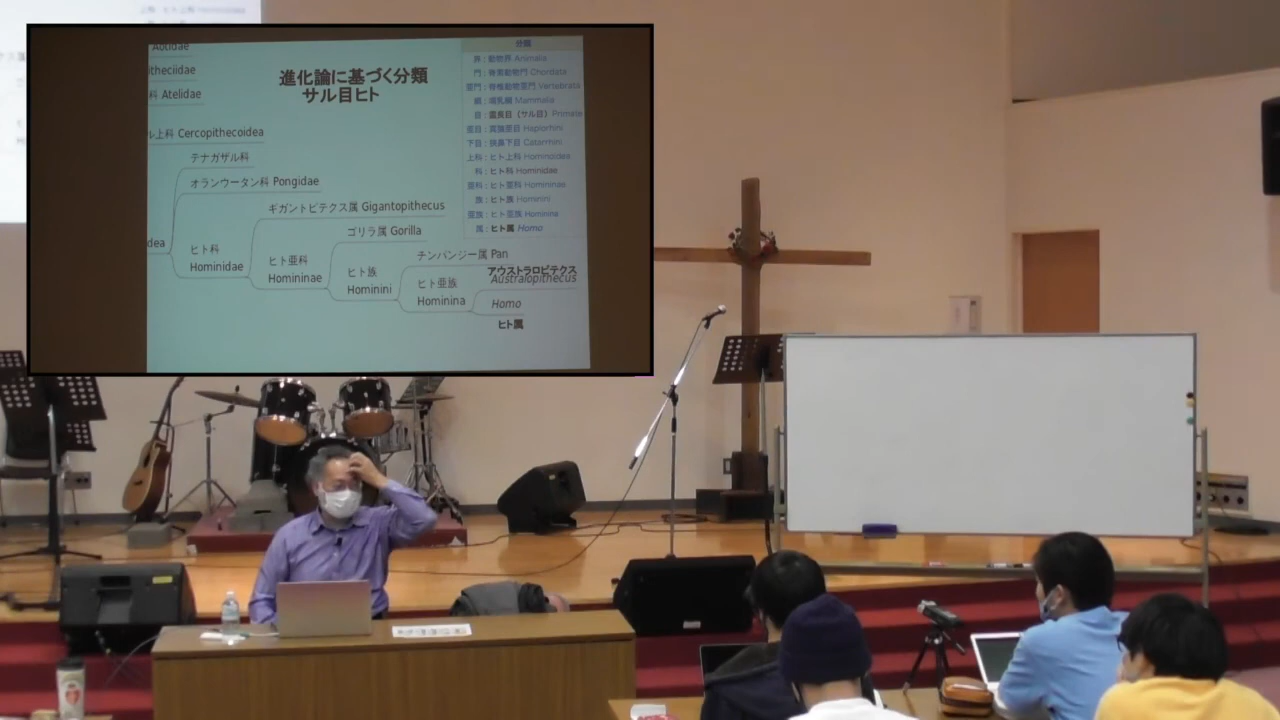 Aotidae
itheciidae
科 Atelidae
ル上科 Cercopithecoidea
進化論に基づく分類
サル目ヒト
テナガザル科
オランウータン科 Pongidae
ギガントピテクス属 Gigantopithecus
ゴリラ属 Gorilla
dea
ヒト科
Hominidae
ヒト亜科
Homininae
ヒト族
Hominini
チンパンジー属 Pan
ヒト亜族
Hominina
アウストラロピテクス
Australopithecus
Homo
ヒト属
分類
界 : 動物界 Animalia
門 : 脊索動物門 Chordata
亜門 : 脊椎動物亜門 Vertebrata
綱 : 哺乳綱 Mammalia
目 : 霊長目 (サル目) Primate
亜目 : 真猿亜目 Haplorhini
下目 : 狭鼻下目 Catarrhini
上科 : ヒト上科 Hominoidea
科 : ヒト科 Hominidae
亜科 : ヒト亜科 Homininae
族 : ヒト族 Hominini
亜族 : ヒト亜族 Hominina
属 : ヒト属 Homo